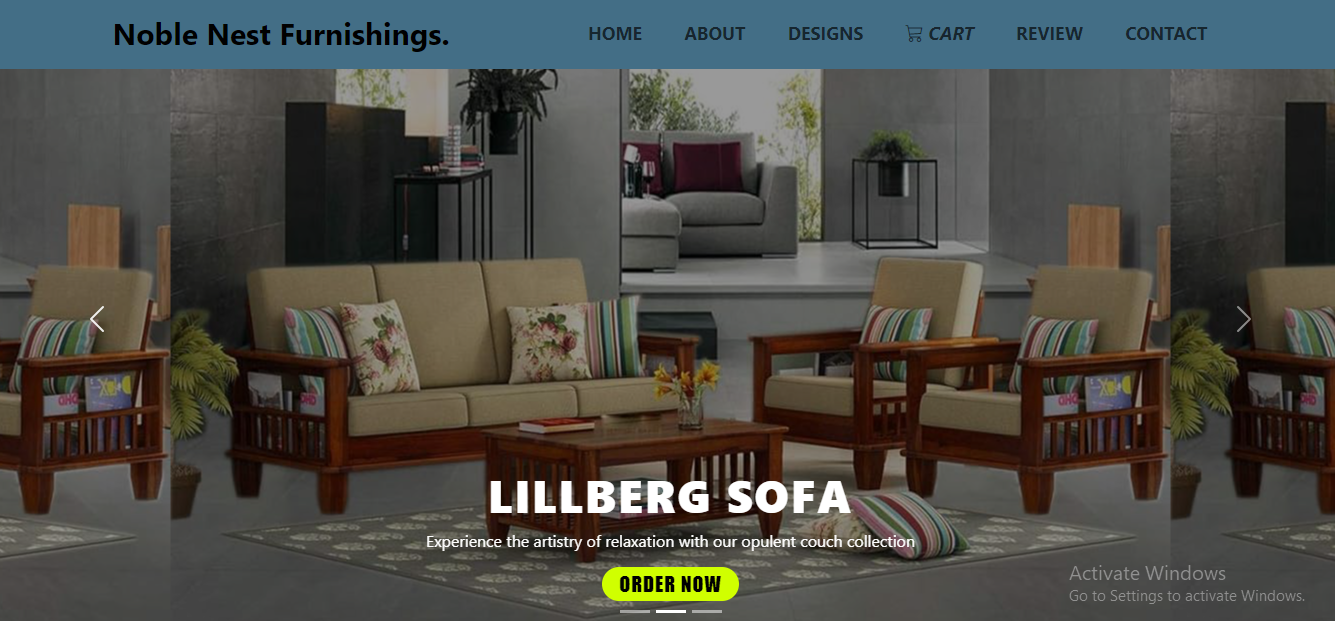 Noble Nest Furnishings.
HOME ABOUT DESIGNS CART REVIEW CONTACT
LILLBERG SOFA
Experience the artistry of relaxation with our opulent couch collection
ORDER NOW
Activate Windows
Go to Settings to activate Windows.